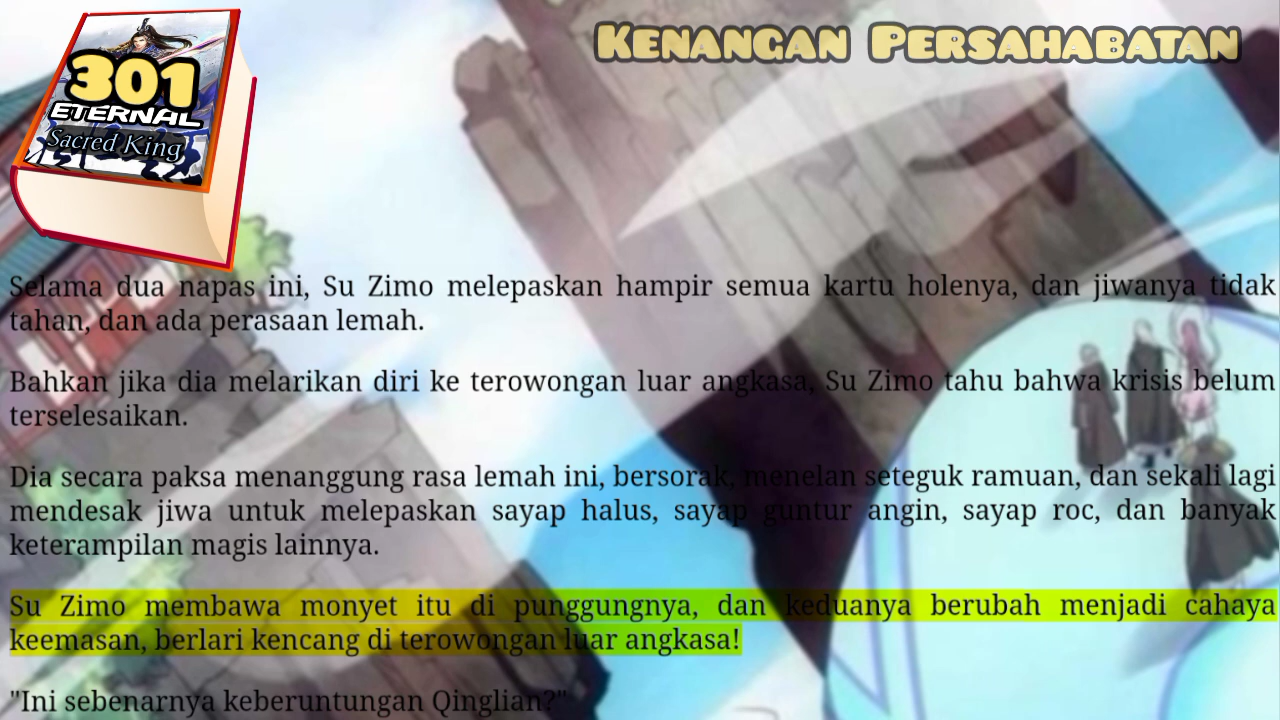 KENANGAN PERSAHABATAN
301
ETERNAL
Sacred King
Selama dua napas ini, Su Zimo melepaskan hampir semua kartu holenya, dan jiwanya tidak
tahan, dan ada perasaan lemah.
Bahkan jika dia melarikan diri ke terowongan luar angkasa, Su Zimo tahu bahwa krisis belum
terselesaikan.
Dia secara paksa menanggung rasa lemah ini, bersorak, menelan seteguk ramuan, dan sekali lagi
mendesak jiwa untuk melepaskan sayap halus, sayap guntur angin, sayap roc, dan banyak
keterampilan magis lainnya.
Su Zimo membawa monyet itu di punggungnya, dan keduanya berubah menjadi cahaya
keemasan, berlari kencang di terowongan luar angkasa!
"Ini sebenarnya keberuntungan Qinglian?"